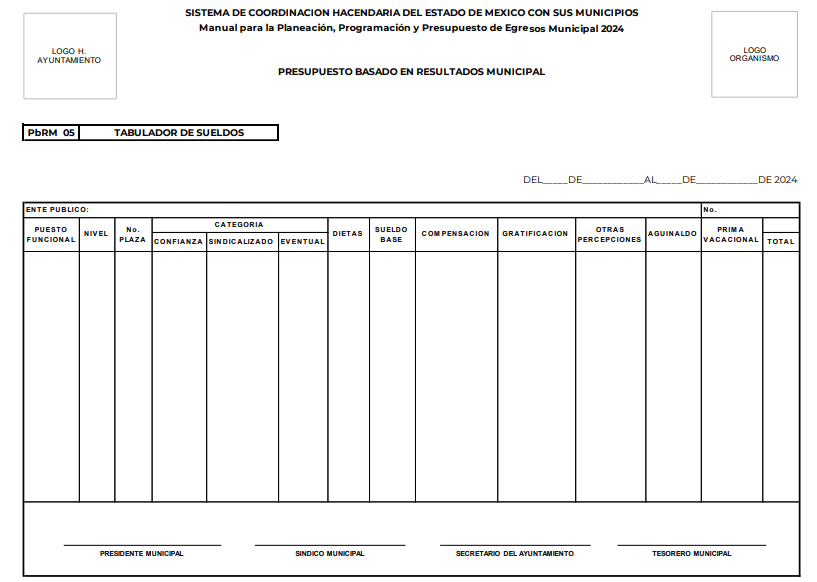 SISTEMA DE COORDINACION HACENDARIA DEL ESTADO DE MEXICO CON SUS MUNICIPIOS
Manual para la Planeación, Programación y Presupuesto de Egresos Municipal 2024
LOGO H.
AYUNTAMIENTO
LOGO
ORGANISMO
PRESUPUESTO BASADO EN RESULTADOS MUNICIPAL
PbRM 05 TABULADOR DE SUELDOS
DEL_____DE____________AL_____DE____________DE 2024
ENTE PUBLICO: No.
PUESTO
FUNCIONAL
NIVEL
No.
PLAZA
CATEGORIA
CONFIANZA SINDICALIZADO EVENTUAL
DIETAS
SUELDO
BASE
COMPENSACION
GRATIFICACION
OTRAS
PERCEPCIONES
AGUINALDO
PRIMA
VACACIONAL
TOTAL
PRESIDENTE MUNICIPAL SINDICO MUNICIPAL SECRETARIO DEL AYUNTAMIENTO TESORERO MUNICIPAL